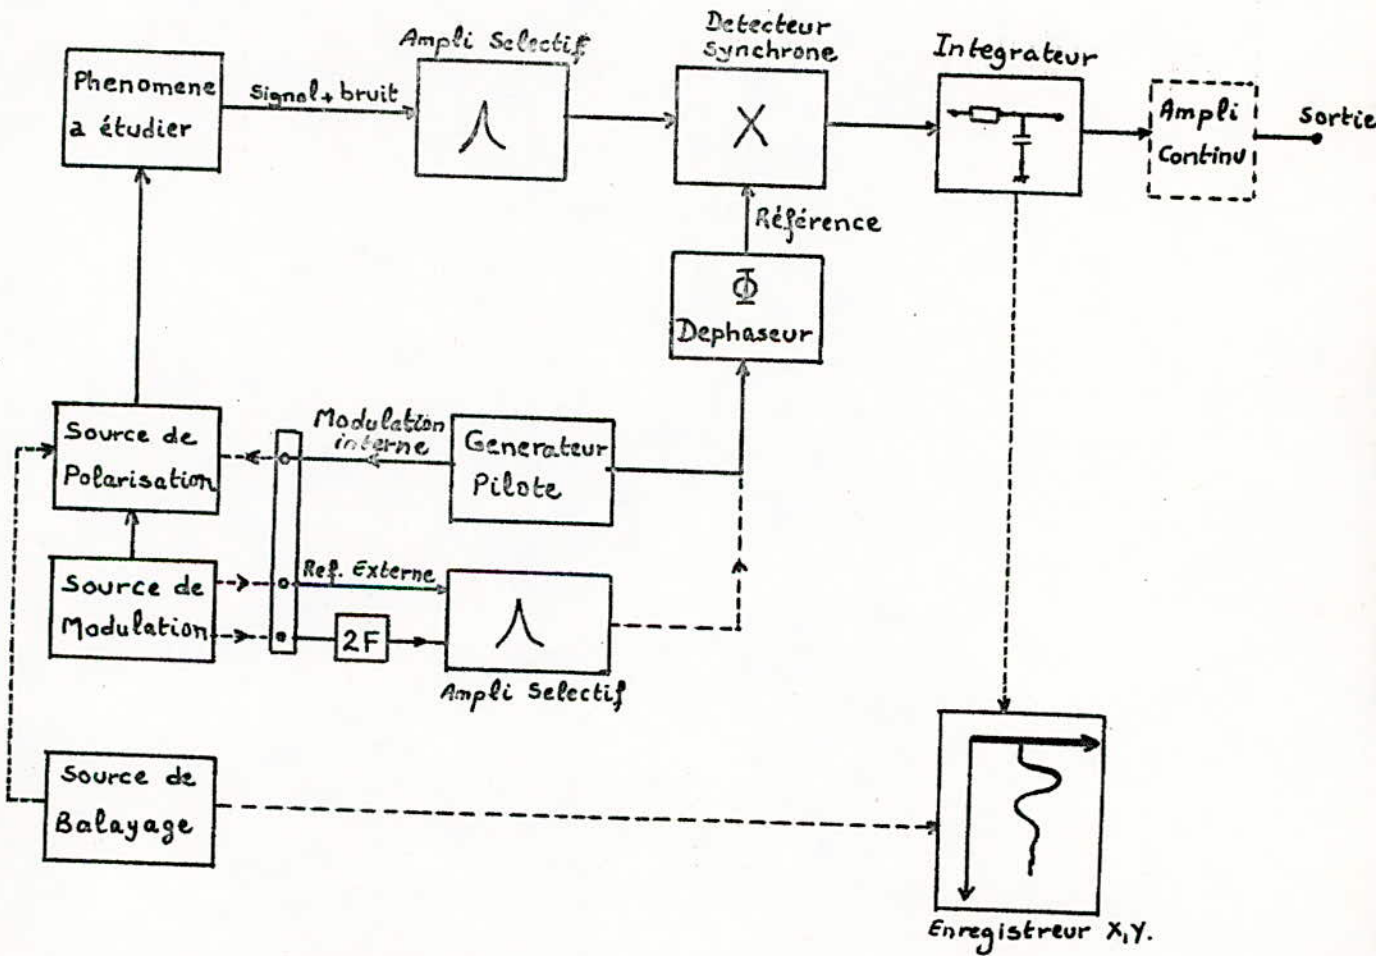 Phenomene
a étudier
Signal + bruit
Ampli Selectif
X
Detecteur
Synchrone
Intégrateur
Ampli
Continu
Sortie
Référence
Φ
Dephaseur
Source de
Polarisation
Modulation
interne
Generateur
Pilote
Source de
Modulation
Ref. Externe
2F
Ampli Selectif
Source de
Balayage
Enregistreur X,Y.